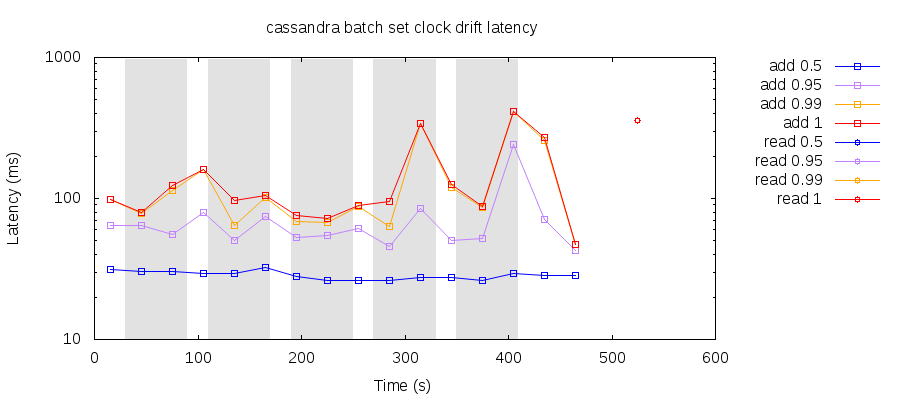 cassandra batch set clock drift latency
1000
100
10
Latency (ms)
0 100 200 300 400 500 600
Time (s)
add 0.5
add 0.95
add 0.99
add 1
read 0.5
read 0.95
read 0.99
read 1